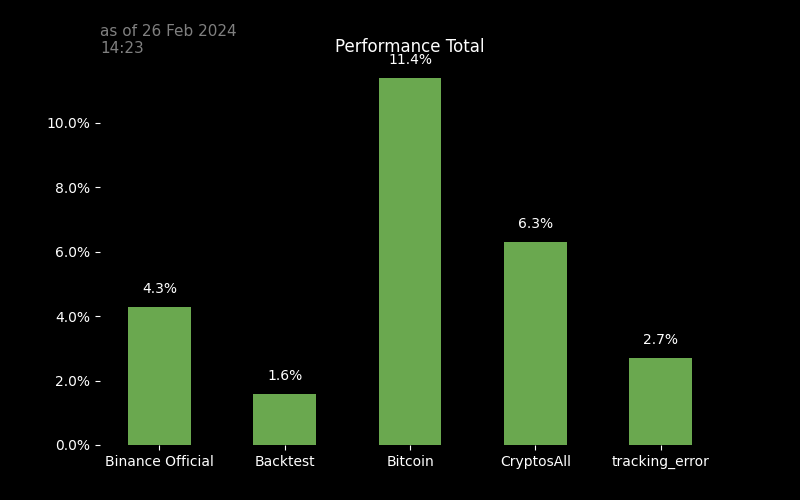 as of 26 Feb 2024
14:23
Performance Total
11.4%
10.0%
8.0%
6.3%
6.0%
4.3%
4.0%
2.7%
1.6%
2.0%
0.0%
Binance Official
Backtest
Bitcoin
CryptosAll
tracking_error